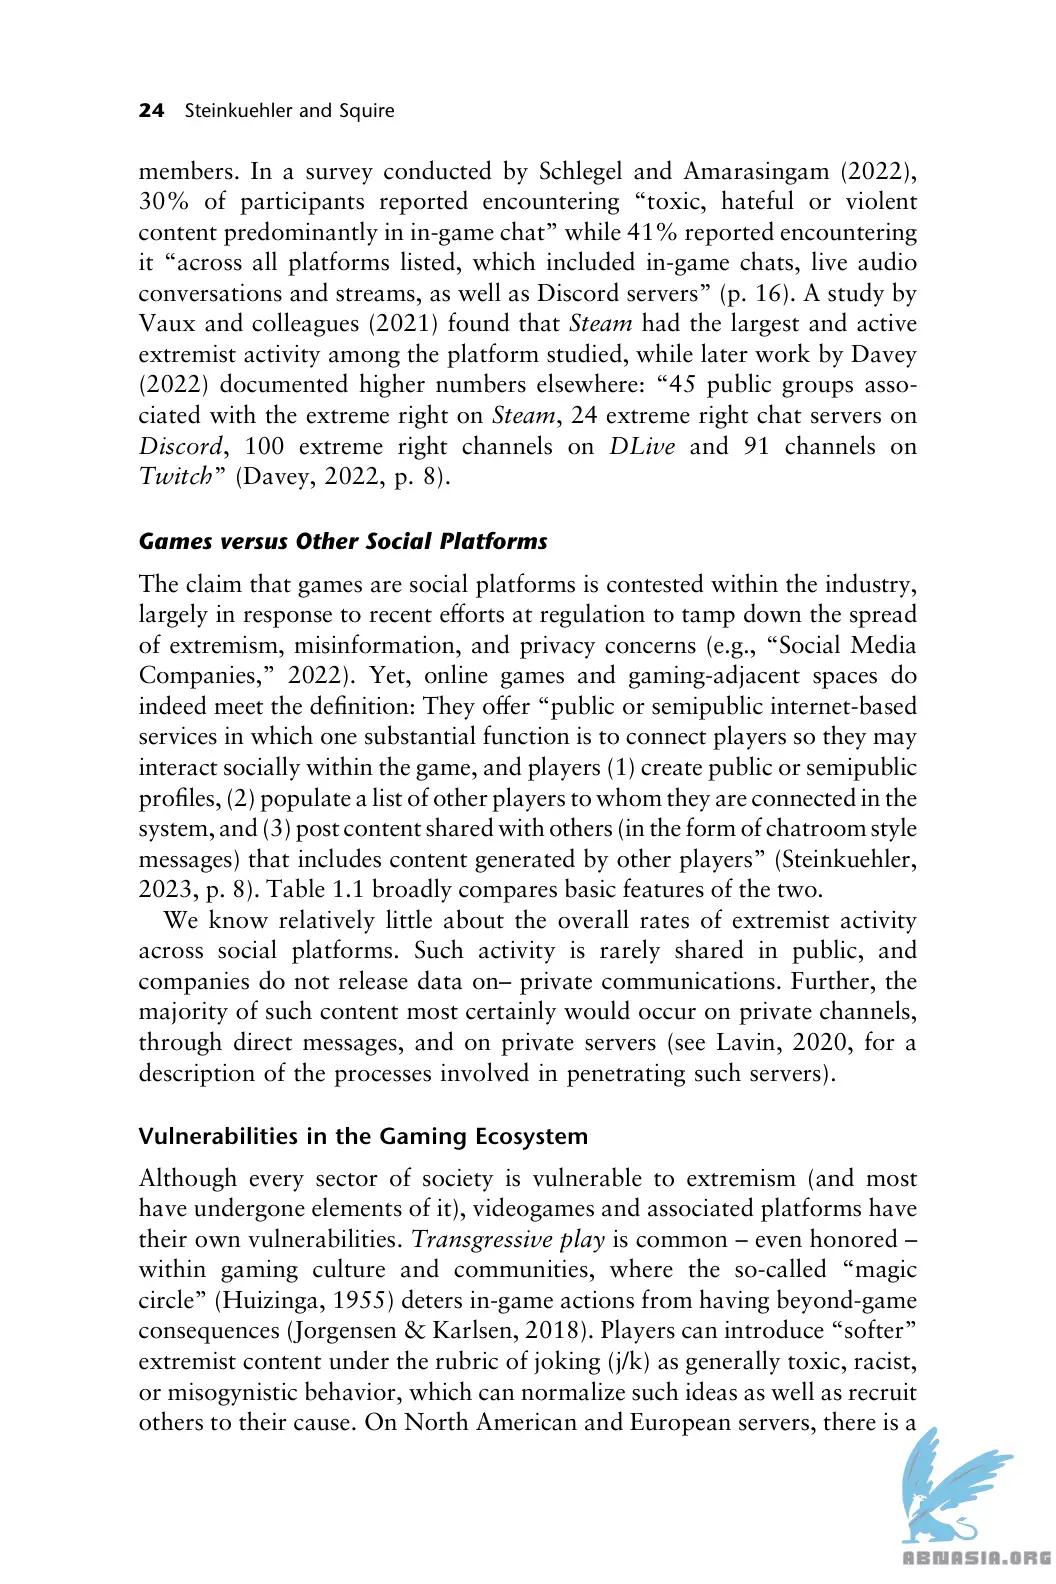 24 Steinkuehler and Squire
members. In a survey conducted by Schlegel and Amarasingam (2022),
30% of participants reported encountering “toxic, hateful or violent
content predominantly in in-game chat” while 41% reported encountering
it “across all platforms listed, which included in-game chats, live audio
conversations and streams, as well as Discord servers” (p. 16). A study by
Vaux and colleagues (2021) found that Steam had the largest and active
extremist activity among the platform studied, while later work by Davey
(2022) documented higher numbers elsewhere: “45 public groups asso-
ciated with the extreme right on Steam, 24 extreme right chat servers on
Discord, 100 extreme right channels on DLive and 91 channels on
Twitch” (Davey, 2022, p. 8).
Games versus Other Social Platforms
The claim that games are social platforms is contested within the industry,
largely in response to recent efforts at regulation to tamp down the spread
of extremism, misinformation, and privacy concerns (e.g., “Social Media
Companies,” 2022). Yet, online games and gaming-adjacent spaces do
indeed meet the definition: They offer “public or semipublic internet-based
services in which one substantial function is to connect players so they may
interact socially within the game, and players (1) create public or semipublic
profiles, (2) populate a list of other players to whom they are connected in the
system, and (3) post content shared with others (in the form of chatroom style
messages) that includes content generated by other players” (Steinkuehler,
2023, p. 8). Table 1.1 broadly compares basic features of the two.
We know relatively little about the overall rates of extremist activity
across social platforms. Such activity is rarely shared in public, and
companies do not release data on– private communications. Further, the
majority of such content most certainly would occur on private channels,
through direct messages, and on private servers (see Lavin, 2020, for a
description of the processes involved in penetrating such servers).
Vulnerabilities in the Gaming Ecosystem
Although every sector of society is vulnerable to extremism (and most
have undergone elements of it), videogames and associated platforms have
their own vulnerabilities. Transgressive play is common – even honored –
within gaming culture and communities, where the so-called “magic
circle” (Huizinga, 1955) deters in-game actions from having beyond-game
consequences (Jorgensen & Karlsen, 2018). Players can introduce “softer”
extremist content under the rubric of joking (j/k) as generally toxic, racist,
or misogynistic behavior, which can normalize such ideas as well as recruit
others to their cause. On North American and European servers, there is a
ABNASIA.ORG